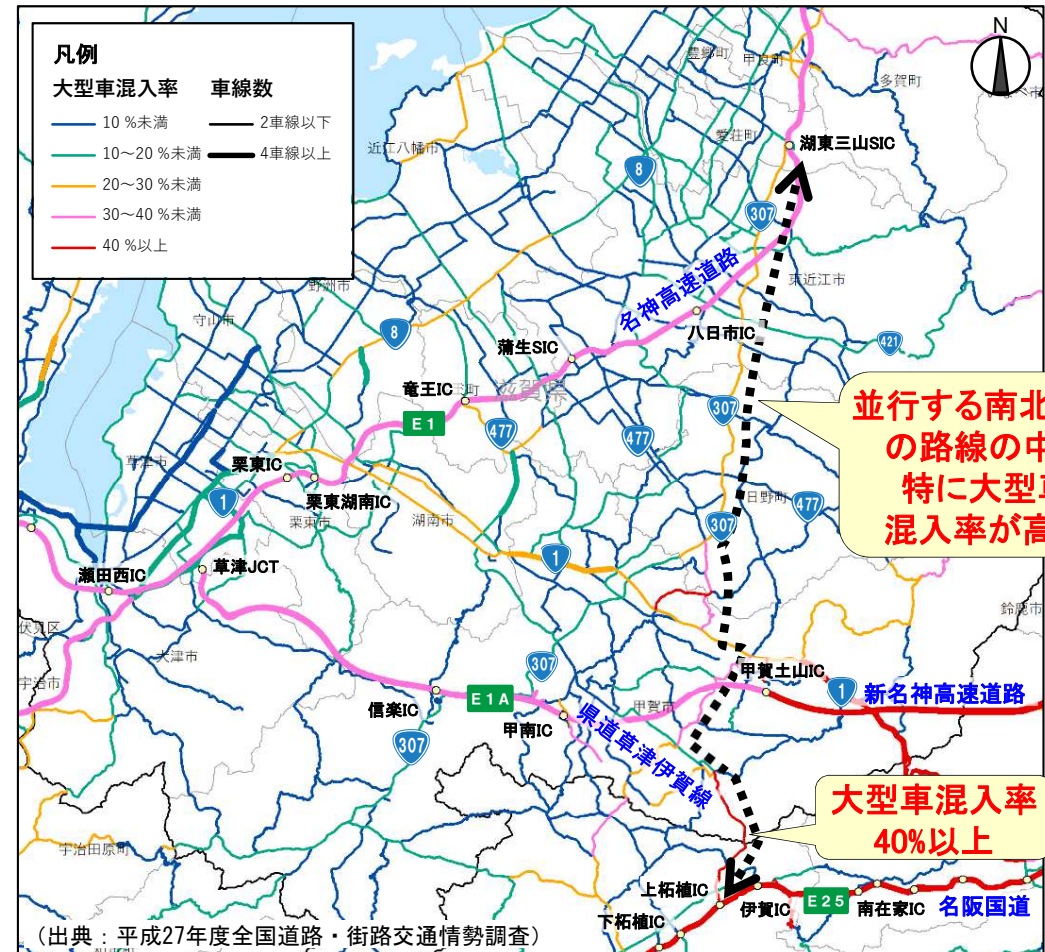 凡例
大型車混入率 車線数
10 %未満 2車線以下
10～20 %未満 4車線以上
20～30 %未満
30～40 %未満
40 %以上
N
豊郷町
甲良町
多賀町
愛荘町
湖東三山SIC
近江八幡市
8
307
東近江市
名神高速道路
八日市IC
421
野洲市
守山市
8
蒲生SIC
竜王IC
滋賀県
E1
477
477
307
並行する南北
の路線の中
特に大型車
混入率が高
草津市
栗東IC
栗東湖南IC
1
栗東市
湖南市
日野町
477
307
1
瀬田西IC
草津JCT
伏見区
大津市
宇治市
鈴鹿市
甲賀土山IC
1
新名神高速道路
307
信楽IC
E1A
甲南IC
甲賀市
県道草津伊賀線
307
大型車混入率
40%以上
宇治田原町
上柘植IC
下柘植IC
伊賀IC
E25
南在家IC
名阪国道
（出典：平成27年度全国道路・街路交通情勢調査）